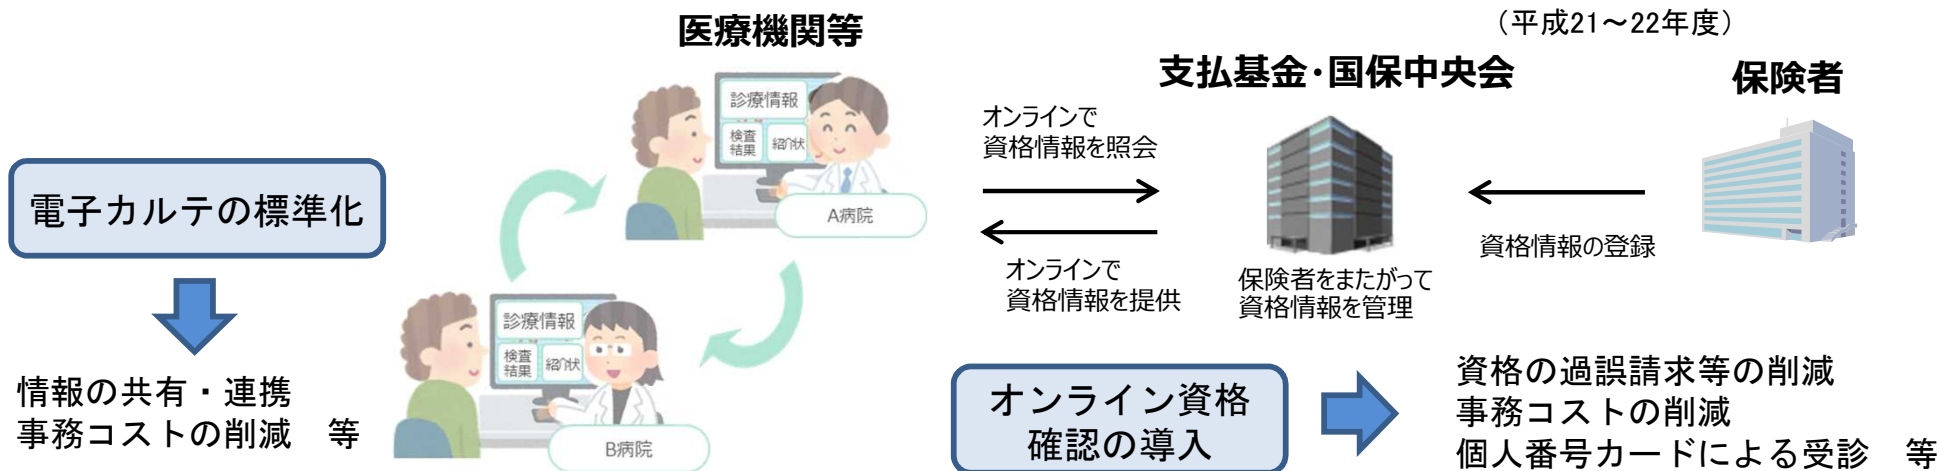 医療機関等
（平成21～22年度）
支払基金・国保中央会
保険者
診療情報
検査
結果
紹介状
A病院
オンラインで
資格情報を照会
電子カルテの標準化
オンラインで
資格情報を提供
保険者をまたがって
資格情報を管理
資格情報の登録
診療情報
検査
結果
紹介状
B病院
情報の共有・連携
事務コストの削減　等
オンライン資格
確認の導入
資格の過誤請求等の削減
事務コストの削減
個人番号カードによる受診　等